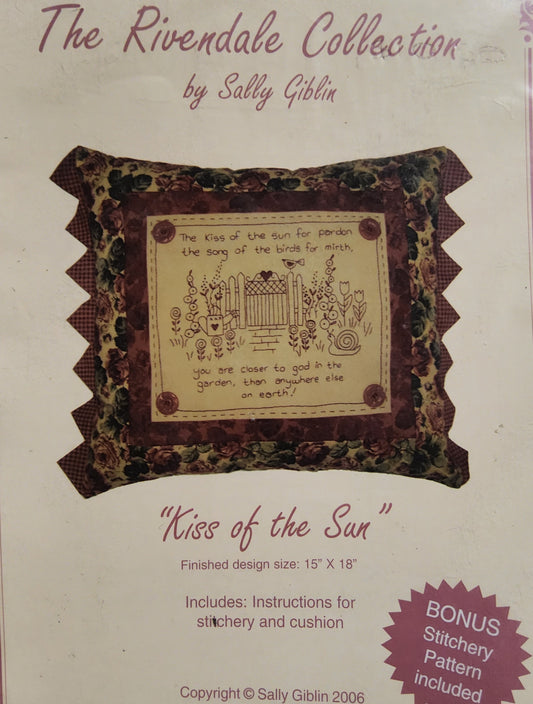 The Rivendale Collection
by Sally Giblin
The Kiss of the sun for pardon
the song of the birds for mirth,
you are closer to god in the
garden, than anywhere else
on earth!
"Kiss of the Sun"
Finished design size: 15" X 18"
Includes: Instructions for
stitchery and cushion
BONUS
Stitchery
Pattern
included
Copyright © Sally Giblin 2006